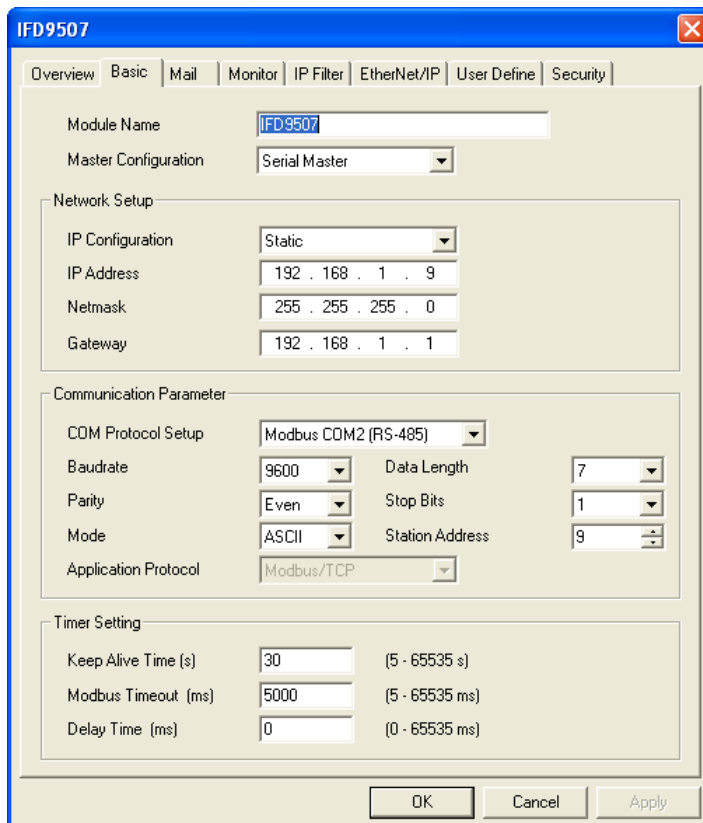 IFD9507
Overview Basic Mail Monitor IP Filter EtherNet/IP User Define Security
Module Name IFD9507
Master Configuration Serial Master
Network Setup
IP Configuration Static
IP Address 192 . 168 . 1 . 9
Netmask 255 . 255 . 255 . 0
Gateway 192 . 168 . 1 . 1
Communication Parameter
COM Protocol Setup Modbus COM2 (RS-485)
Baudrate 9600 Data Length 7
Parity Even Stop Bits 1
Mode ASCII Station Address 9
Application Protocol Modbus/TCP
Timer Setting
Keep Alive Time (s) 30 (5 - 65535 s)
Modbus Timeout (ms) 5000 (5 - 65535 ms)
Delay Time (ms) 0 (0 - 65535 ms)
OK Cancel Apply